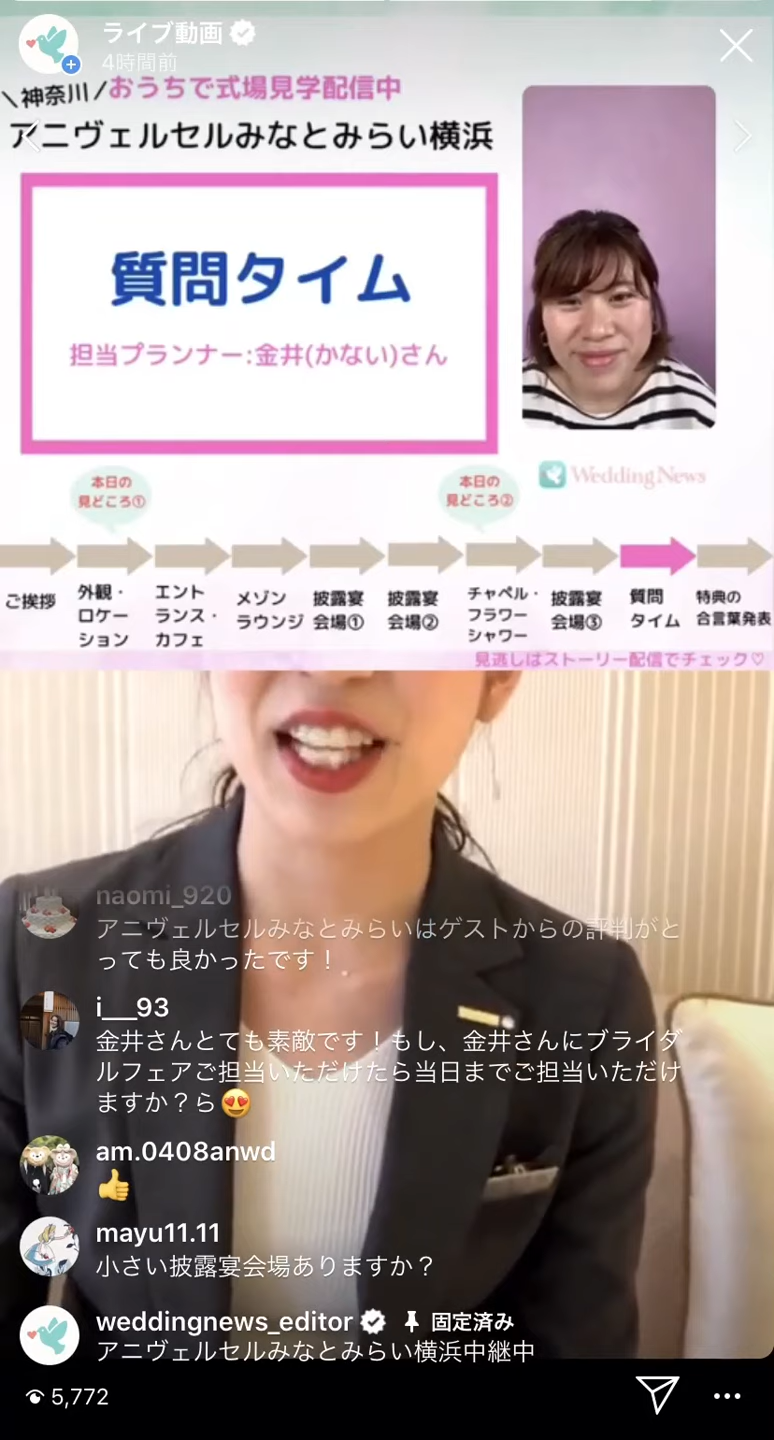 ライブ動画
4時間前
＼神奈川／おうちで式場見学配信中
アニヴェルセルみなとみらい横浜
質問タイム
担当プランナー:金井(かない)さん
本日の
見どころ①
本日の
見どころ②
WeddingNews
ご挨拶
外観・
ロケー
ション
エント
ランス・
カフェ
メゾン
ラウンジ
披露宴
会場①
披露宴
会場②
チャペル・
フラワー
シャワー
披露宴
会場③
質問
タイム
特典の
合言葉発表
見逃しはストーリー配信でチェック♡
naomi_920
アニヴェルセルみなとみらいはゲストからの評判がと
っても良かったです！
i___93
金井さんとても素敵です！もし、金井さんにブライダ
ルフェアご担当いただけたら当日までご担当いただけ
ますか？ら😍
am.0408anwd
👍
mayu11.11
小さい披露宴会場ありますか？
weddingnews_editor 固定済み
アニヴェルセルみなとみらい横浜中継中
5,772